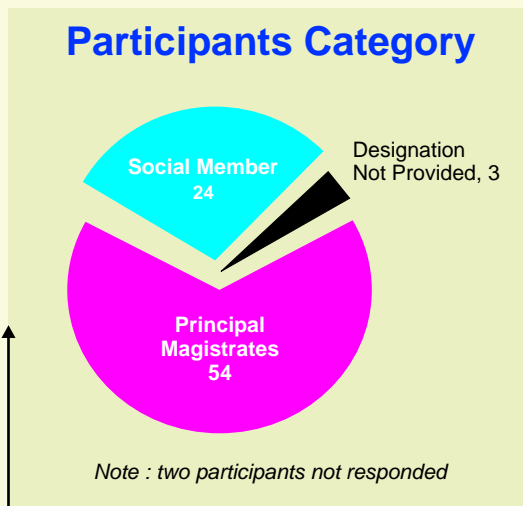 Participants Category
Social Member
24
Designation
Not Provided, 3
Principal
Magistrates
54
Note : two participants not responded